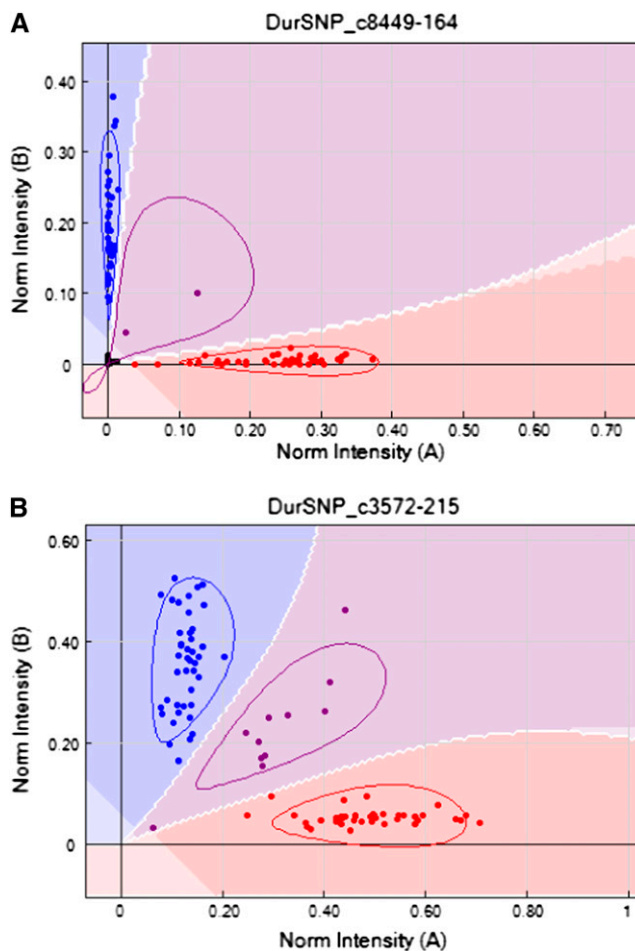 A
DurSNP_c8449-164
Norm Intensity (B)
0.40
0.30
0.20
0.10
0
0 0.10 0.20 0.30 0.40 0.50 0.60 0.70
Norm Intensity (A)
B
DurSNP_c3572-215
Norm Intensity (B)
0.60
0.40
0.20
0
0 0.20 0.40 0.60 0.80 1
Norm Intensity (A)